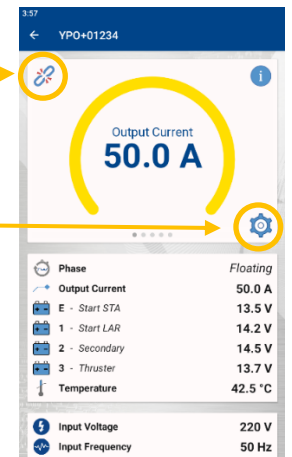 3:57
YPO+01234
i
Output Current
50.0 A
Phase Floating
Output Current 50.0 A
E - Start STA 13.5 V
1 - Start LAR 14.2 V
2 - Secondary 14.5 V
3 - Thruster 13.7 V
Temperature 42.5 °C
Input Voltage 220 V
Input Frequency 50 Hz